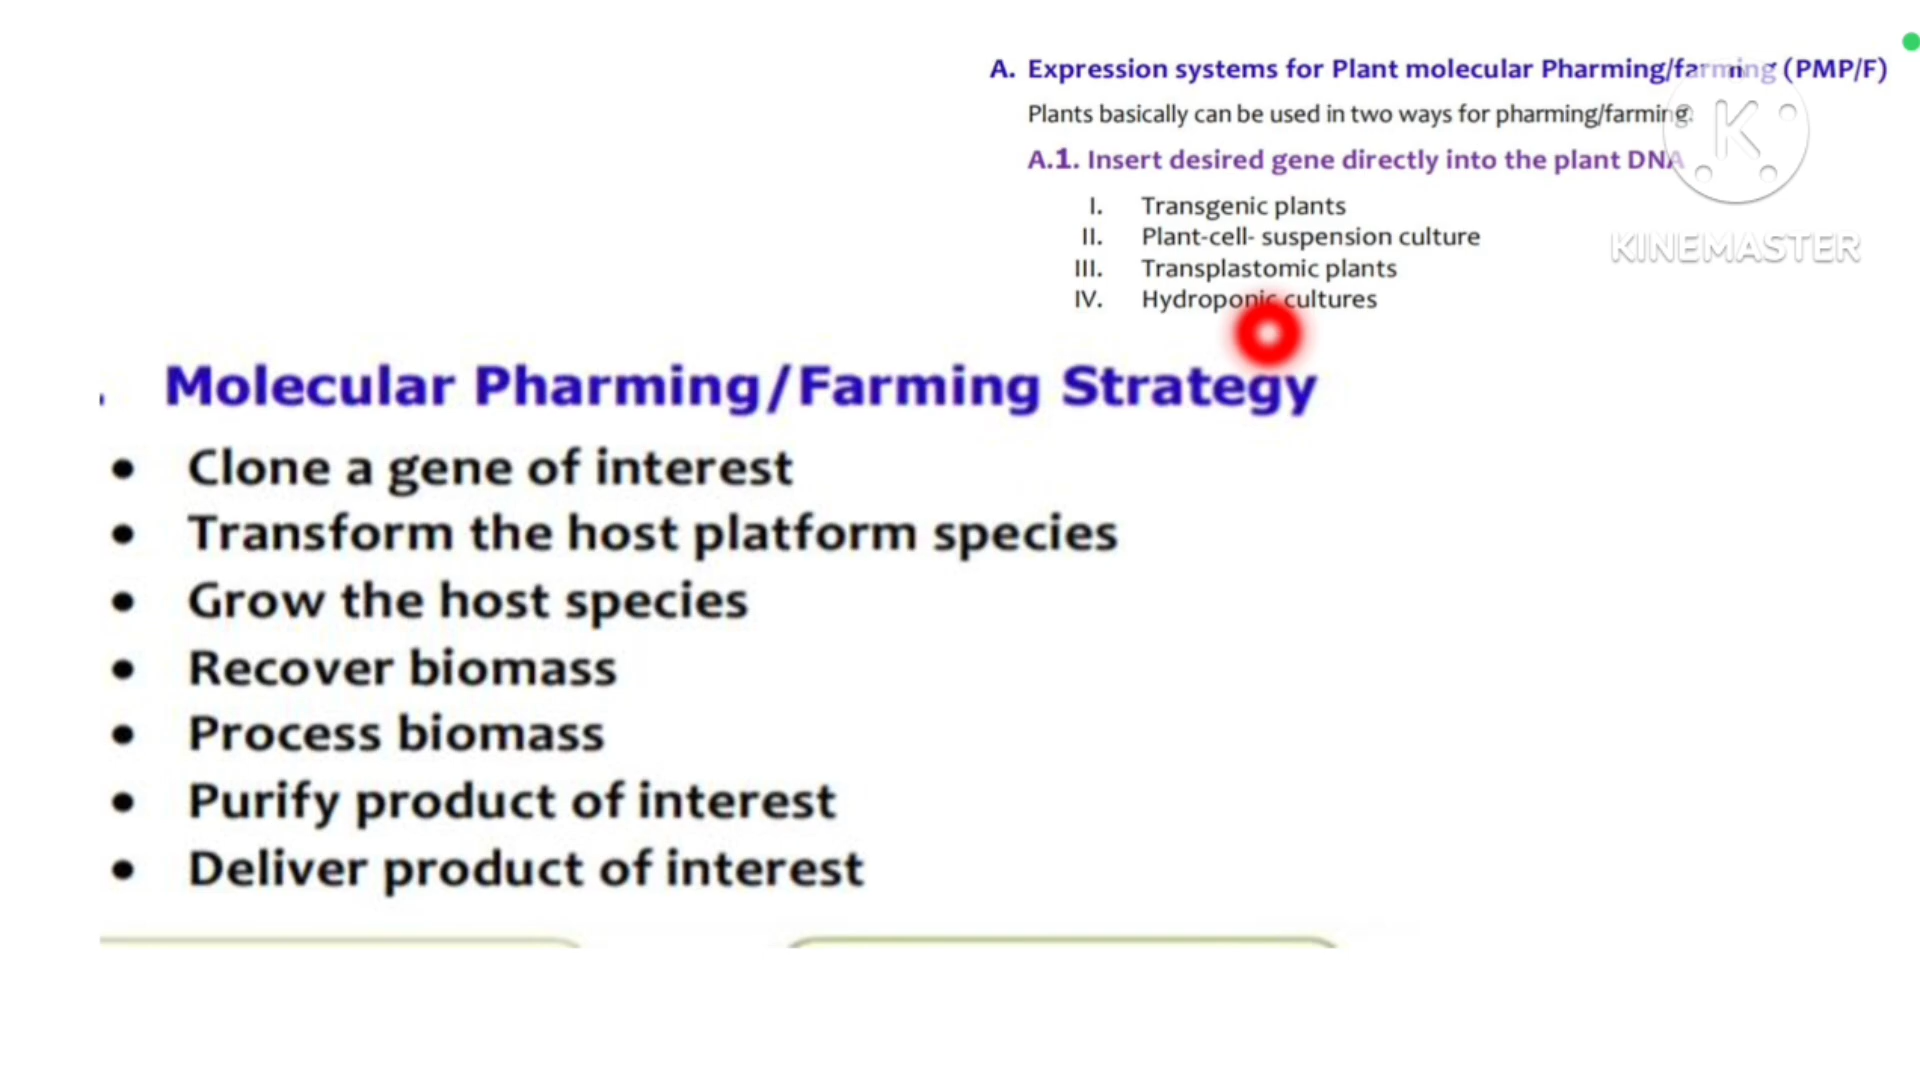 A. Expression systems for Plant molecular Pharming/farming (PMP/F)
Plants basically can be used in two ways for pharming/farming.
A.1. Insert desired gene directly into the plant DNA
I. Transgenic plants
II. Plant-cell- suspension culture
III. Transplastomic plants
IV. Hydroponic cultures
K
KINEMASTER
. Molecular Pharming/Farming Strategy
• Clone a gene of interest
• Transform the host platform species
• Grow the host species
• Recover biomass
• Process biomass
• Purify product of interest
• Deliver product of interest